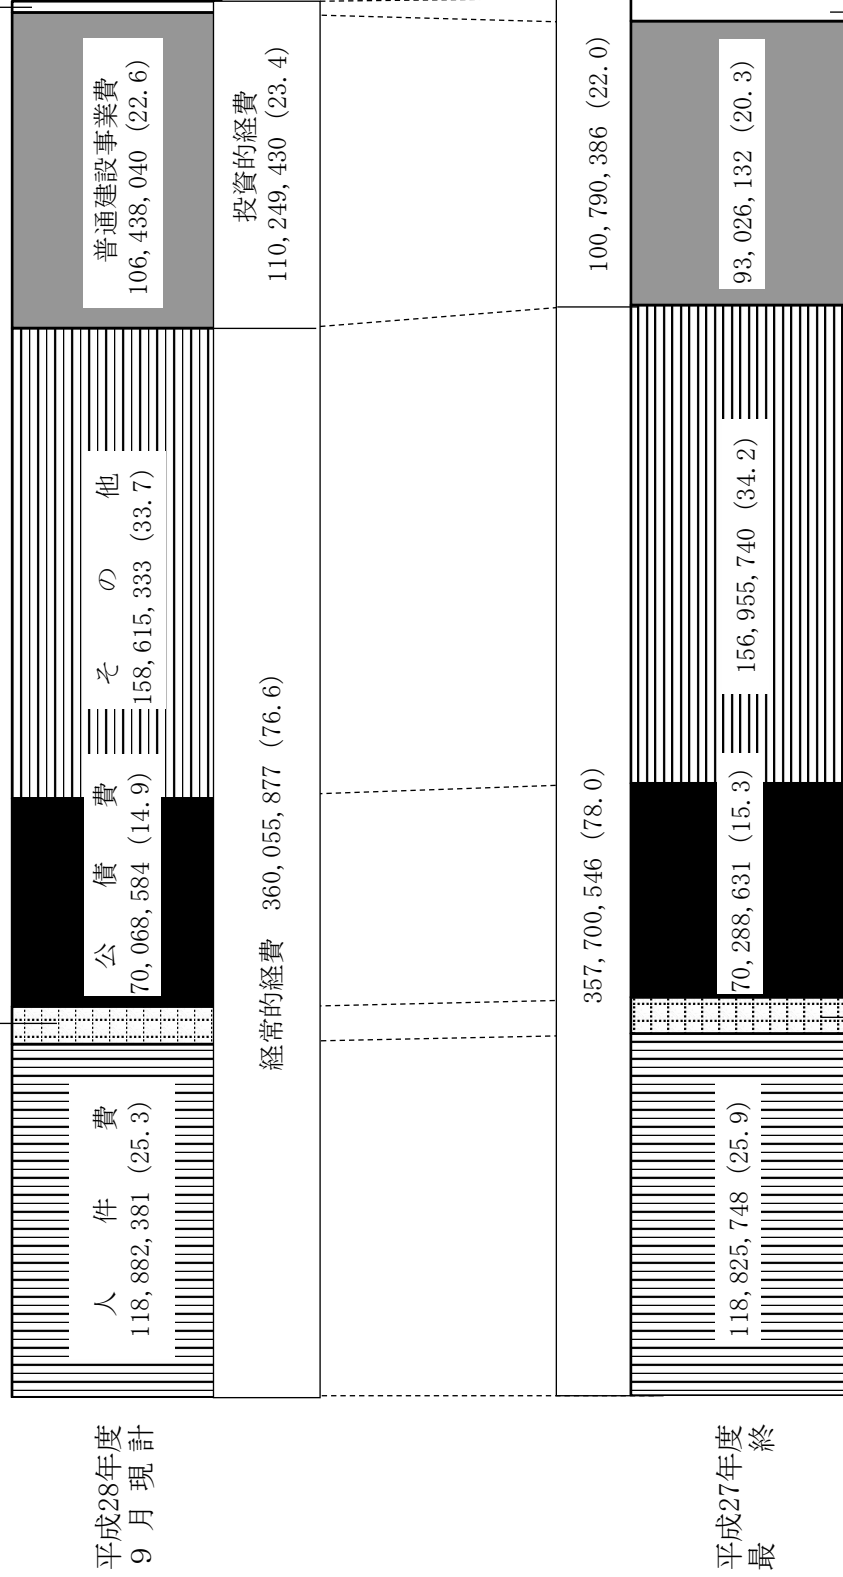 平成28年度
9 月 現 計
人 件 費
118,882,381 (25.3)
公 債 費
70,068,584 (14.9)
そ の 他
158,615,333 (33.7)
普通建設事業費
106,438,040 (22.6)
経常的経費 360,055,877 (76.6)
投資的経費
110,249,430 (23.4)
357,700,546 (78.0)
100,790,386 (22.0)
平成27年度
最 終
118,825,748 (25.9)
70,288,631 (15.3)
156,955,740 (34.2)
93,026,132 (20.3)